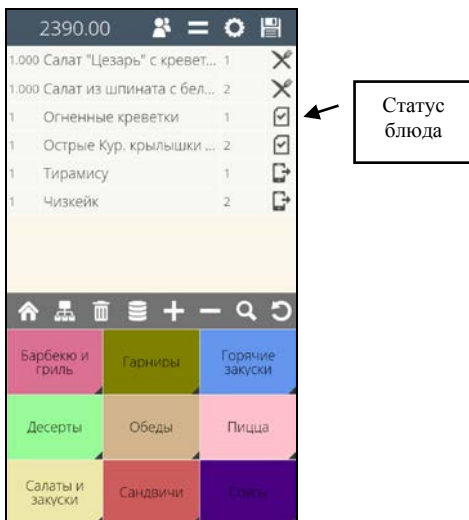 2390.00
1.000 Салат "Цезарь" с кревет... 1
1.000 Салат из шпината с бел... 2
1 Огненные креветки 1
1 Острые Кур. крылышки ... 2
1 Тирамису 1
1 Чизкейк 2
Статус
блюда
Барбекю и
гриль
Гарниры
Горячие
закуски
Десерты
Обеды
Пицца
Салаты и
закуски
Сандвичи
Соусы